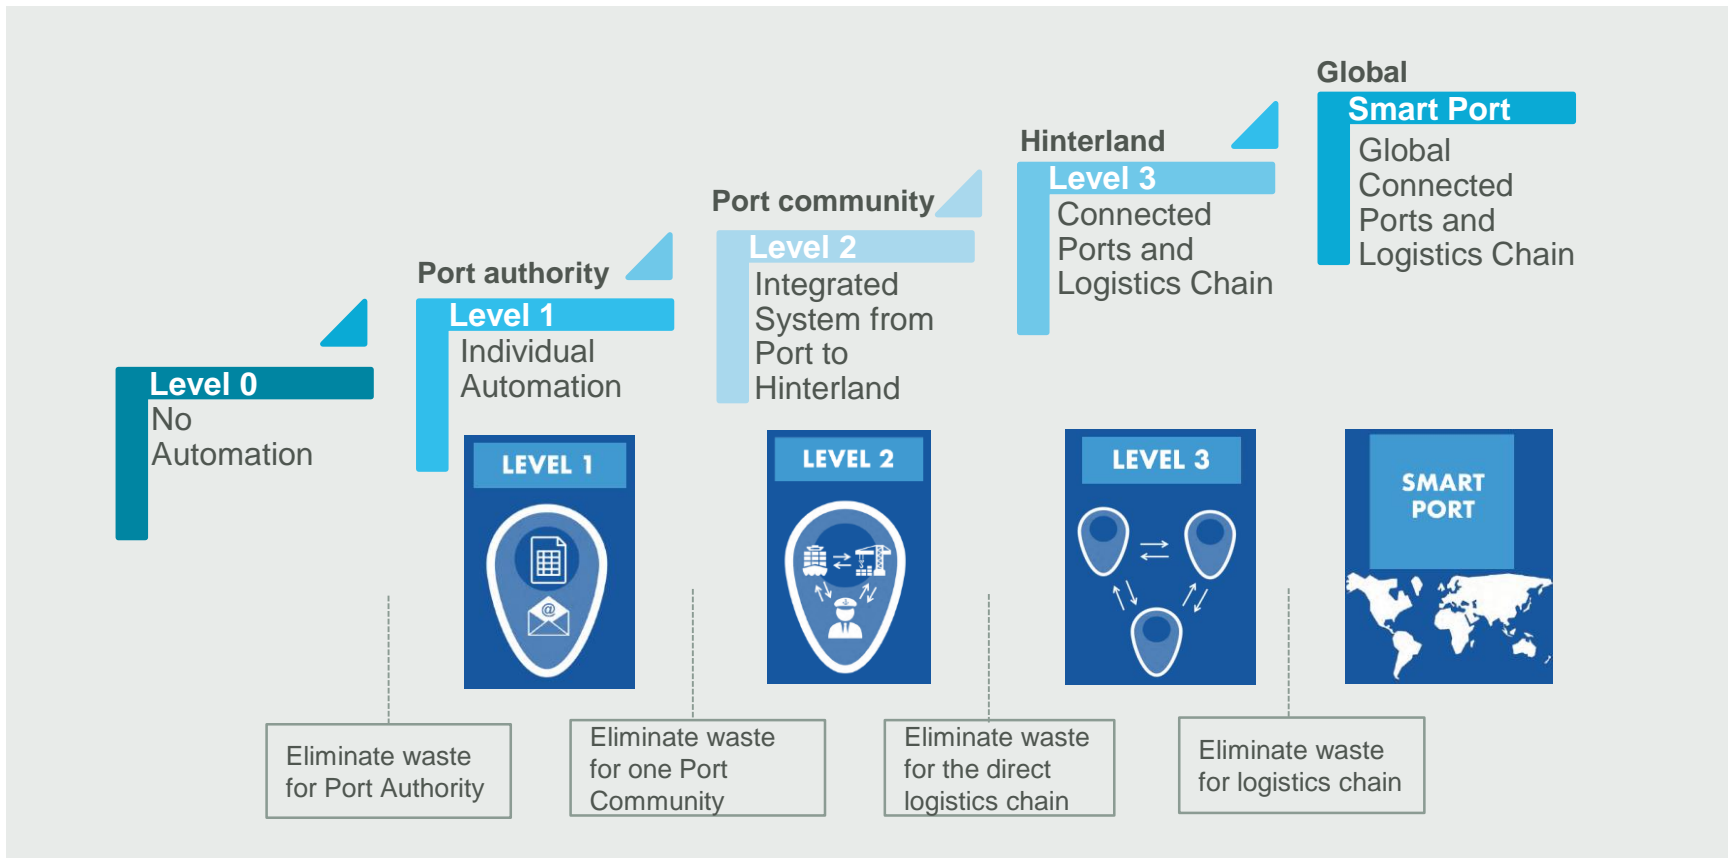 Global
Smart Port
Global
Connected
Ports and
Logistics Chain
Hinterland
Level 3
Connected
Ports and
Logistics Chain
Port community
Level 2
Integrated
System from
Port to
Hinterland
Port authority
Level 1
Individual
Automation
Level 0
No
Automation
LEVEL 1
@
LEVEL 2
LEVEL 3
SMART
PORT
Eliminate waste
for Port Authority
Eliminate waste
for one Port
Community
Eliminate waste
for the direct
logistics chain
Eliminate waste
for logistics chain